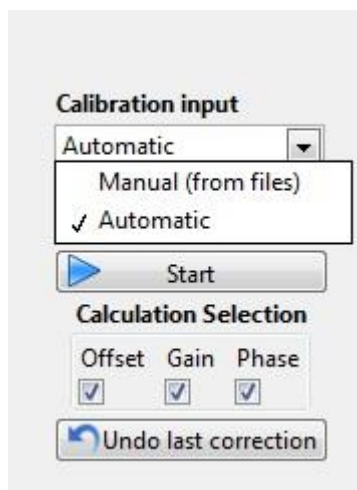 Calibration input
Automatic
Manual (from files)
Automatic
Start
Calculation Selection
Offset Gain Phase
Undo last correction